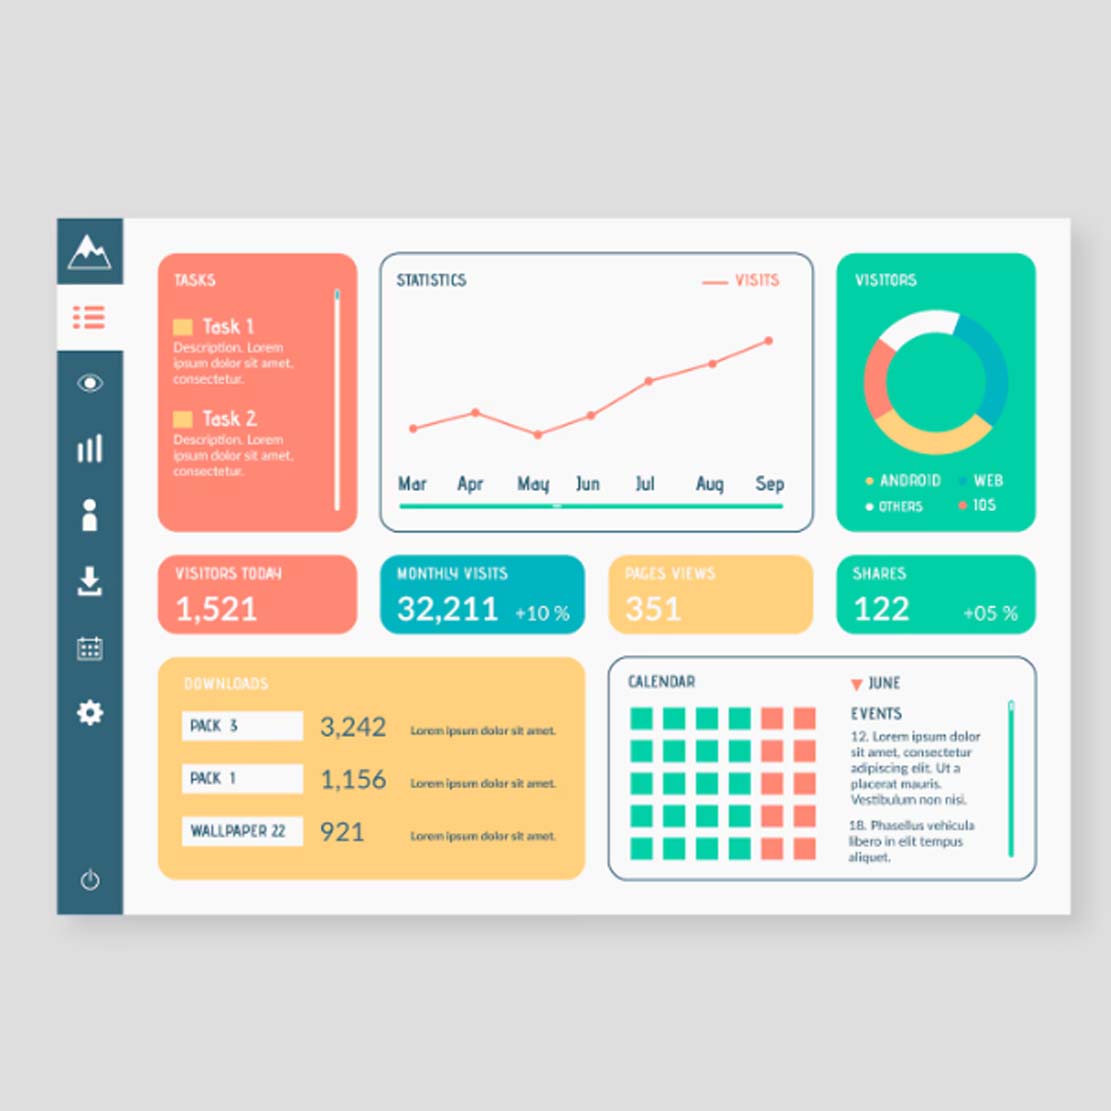 TASKS
Task 1
Description. Lorem
ipsum dolor sit amet,
consectetur.
Task 2
Description. Lorem
ipsum dolor sit amet,
consectetur.
STATISTICS
VISITS
Mar Apr May Jun Jul Aug Sep
VISITORS
ANDROID WEB
OTHERS IOS
VISITORS TODAY
1,521
MONTHLY VISITS
32,211 +10 %
PAGES VIEWS
351
SHARES
122 +05 %
DOWNLOADS
PACK 3 3,242 Lorem ipsum dolor sit amet.
PACK 1 1,156 Lorem ipsum dolor sit amet.
WALLPAPER 22 921 Lorem ipsum dolor sit amet.
CALENDAR
JUNE
EVENTS
12. Lorem ipsum dolor
sit amet, consectetur
adipiscing elit. Ut a
placerat mauris.
Vestibulum non nisi.
18. Phasellus vehicula
libero in elit tempus
aliquet.